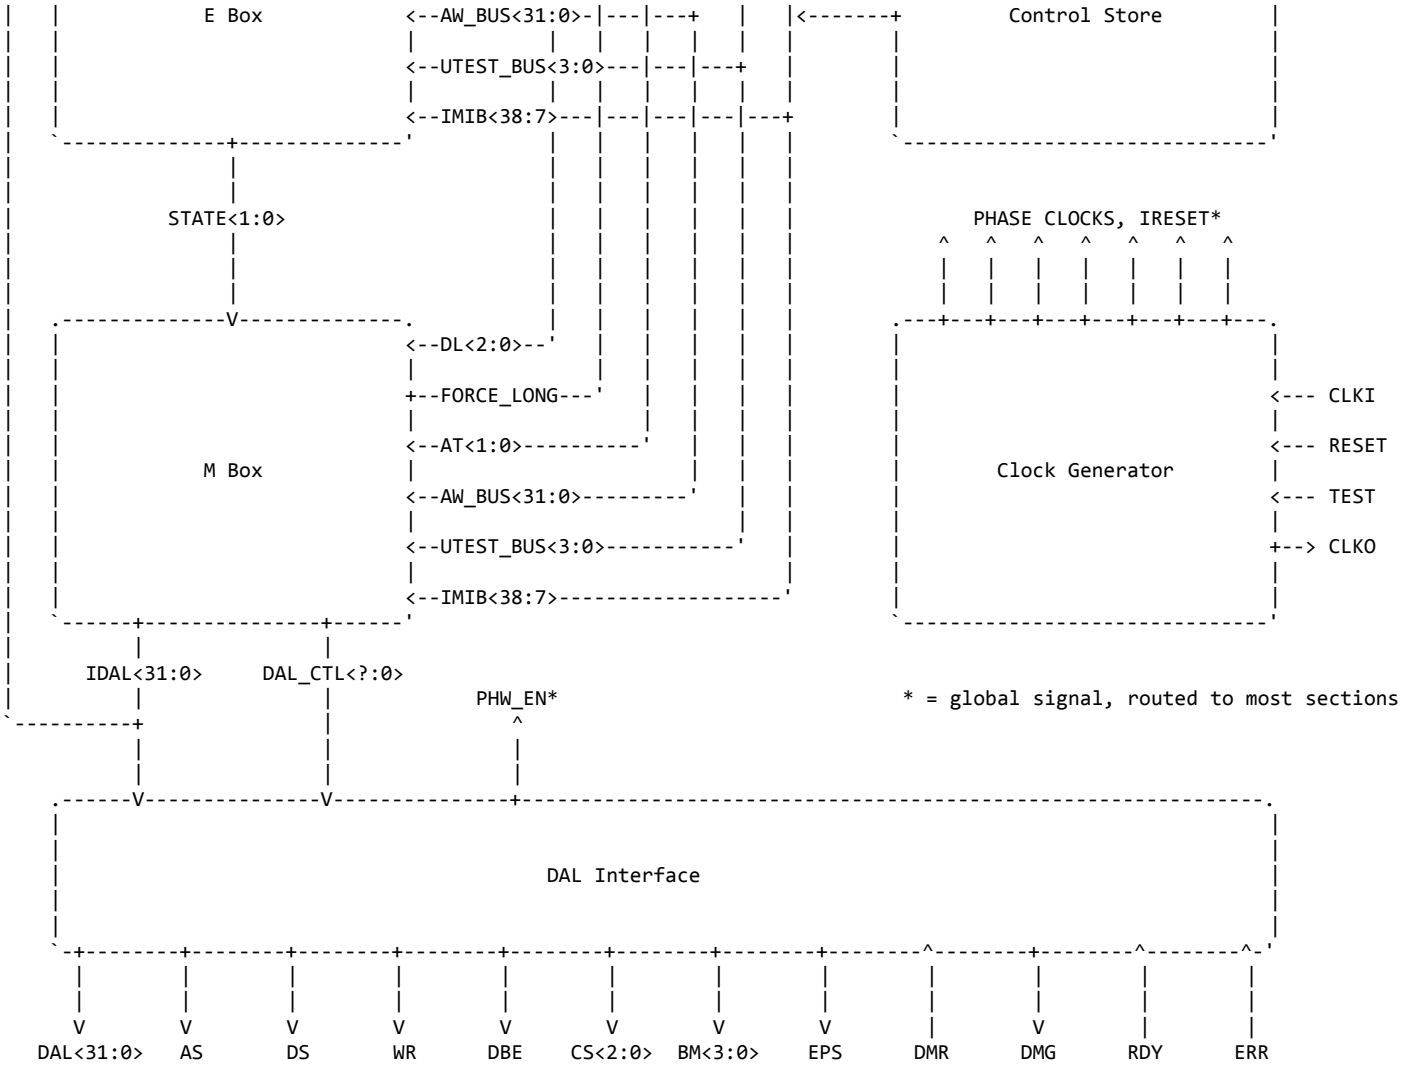 E Box <--AW_BUS<31:0>-|---|---+ |<-------+ Control Store
<--UTEST_BUS<3:0>---|---|---+
<--IMIB<38:7>---|---|---|---|---+
STATE<1:0> PHASE CLOCKS, IRESET*
<--DL<2:0>--'
+--FORCE_LONG---' <--- CLKI
<--AT<1:0>----------' <--- RESET
M Box Clock Generator
<--AW_BUS<31:0>---------' <--- TEST
<--UTEST_BUS<3:0>-----------' +--> CLKO
<--IMIB<38:7>-------------------'
IDAL<31:0> DAL_CTL<?:0>
PHW_EN* * = global signal, routed to most sections
DAL Interface
DAL<31:0> AS DS WR DBE CS<2:0> BM<3:0> EPS DMR DMG RDY ERR